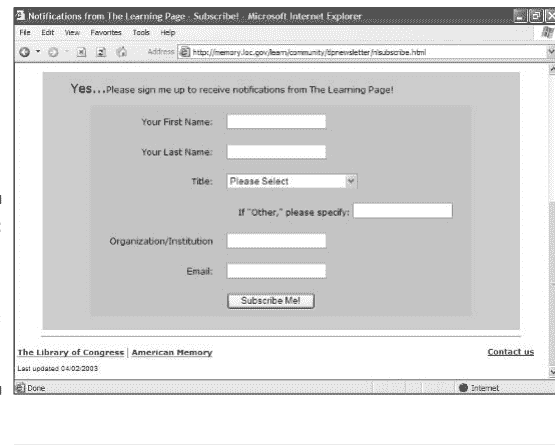 Notifications from The Learning Page - Subscribe! - Microsoft Internet Explorer
File Edit View Favorites Tools Help
Address http://memory.loc.gov/learn/community/tlpnewsletter/nlsubscribe.html
Yes...Please sign me up to receive notifications from The Learning Page!
Your First Name:
Your Last Name:
Title: Please Select
If "Other," please specify:
Organization/Institution
Email:
Subscribe Me!
The Library of Congress | American Memory Contact us
Last updated 04/02/2003
Done Internet